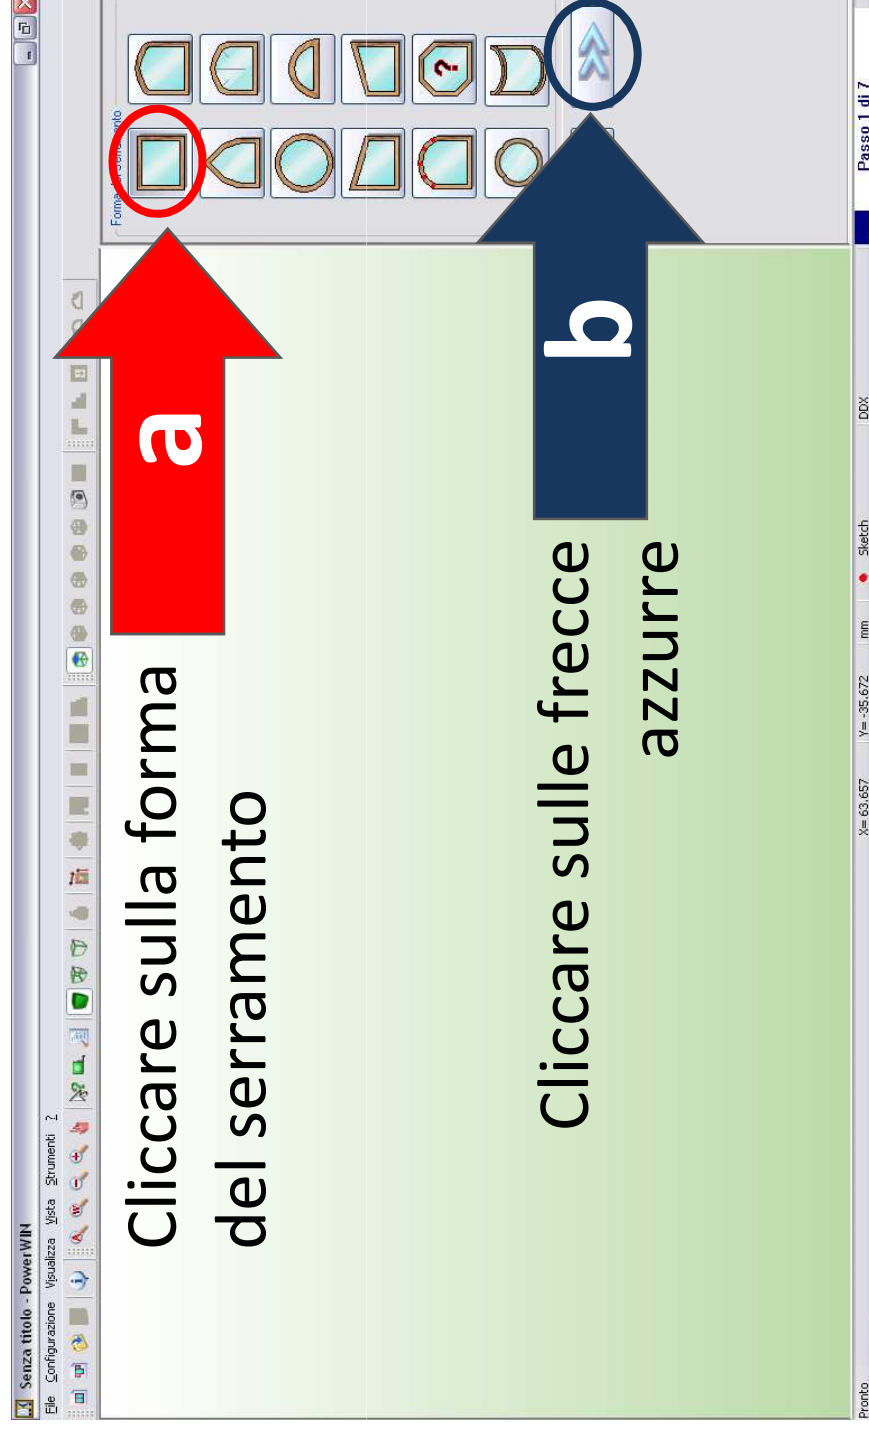 Senza titolo - PowerWIN
File Configurazione Visualizza Vista Strumenti ?
a
Cliccare sulla forma
del serramento
b
Cliccare sulle frecce
azzurre
Pronto X= 63.657 Y= -35.672 mm Sketch DDX Passo 1 di 7